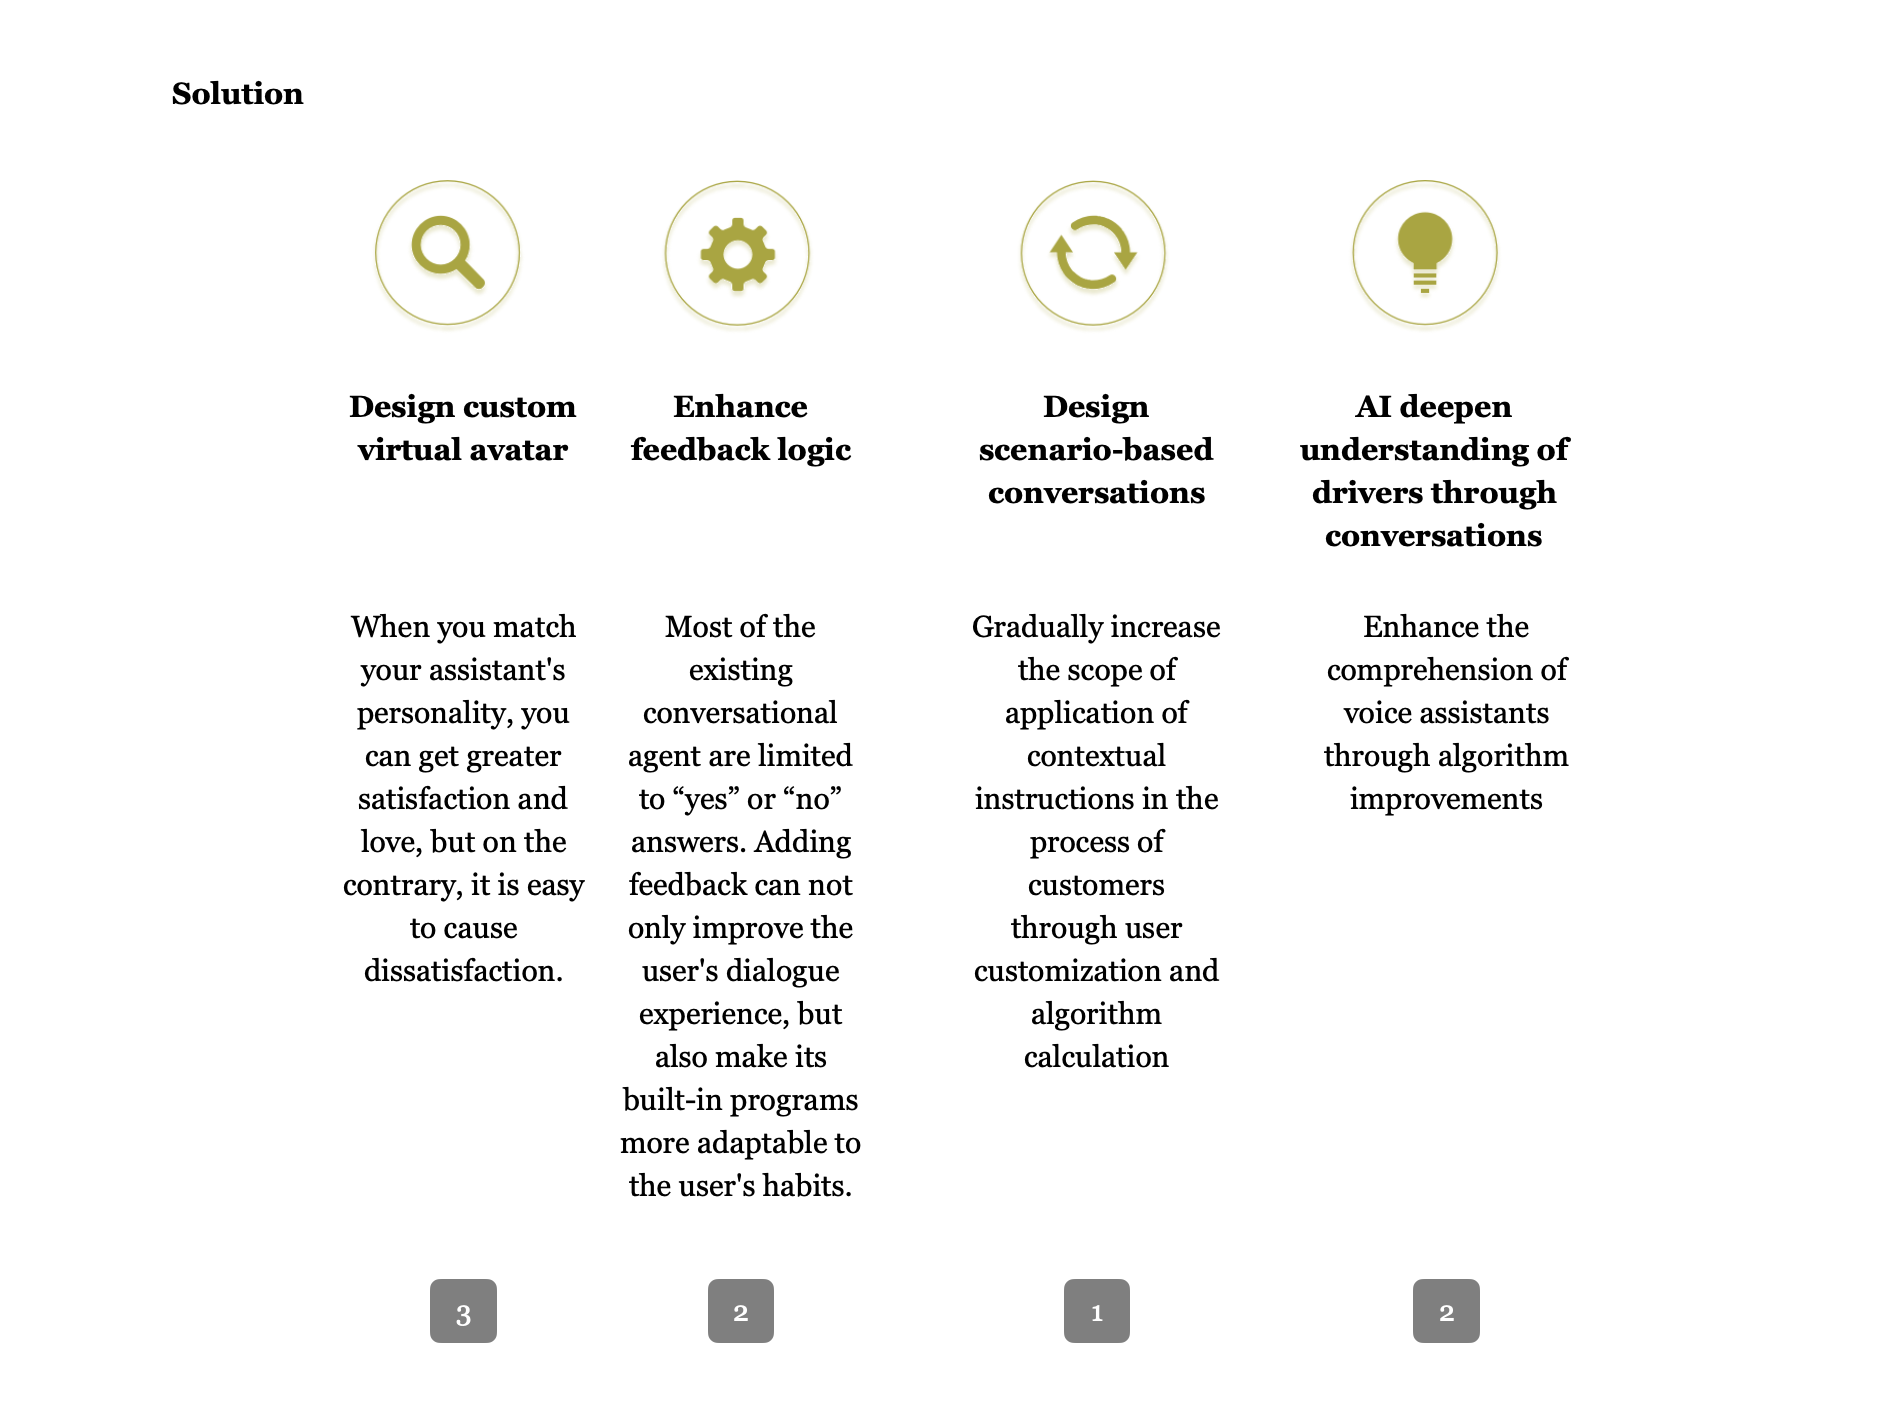 Solution
Design custom
virtual avatar
When you match
your assistant's
personality, you
can get greater
satisfaction and
love, but on the
contrary, it is easy
to cause
dissatisfaction.
3
Enhance
feedback logic
Most of the
existing
conversational
agent are limited
to “yes” or “no”
answers. Adding
feedback can not
only improve the
user's dialogue
experience, but
also make its
built-in programs
more adaptable to
the user's habits.
2
Design
scenario-based
conversations
Gradually increase
the scope of
application of
contextual
instructions in the
process of
customers
through user
customization and
algorithm
calculation
1
AI deepen
understanding of
drivers through
conversations
Enhance the
comprehension of
voice assistants
through algorithm
improvements
2